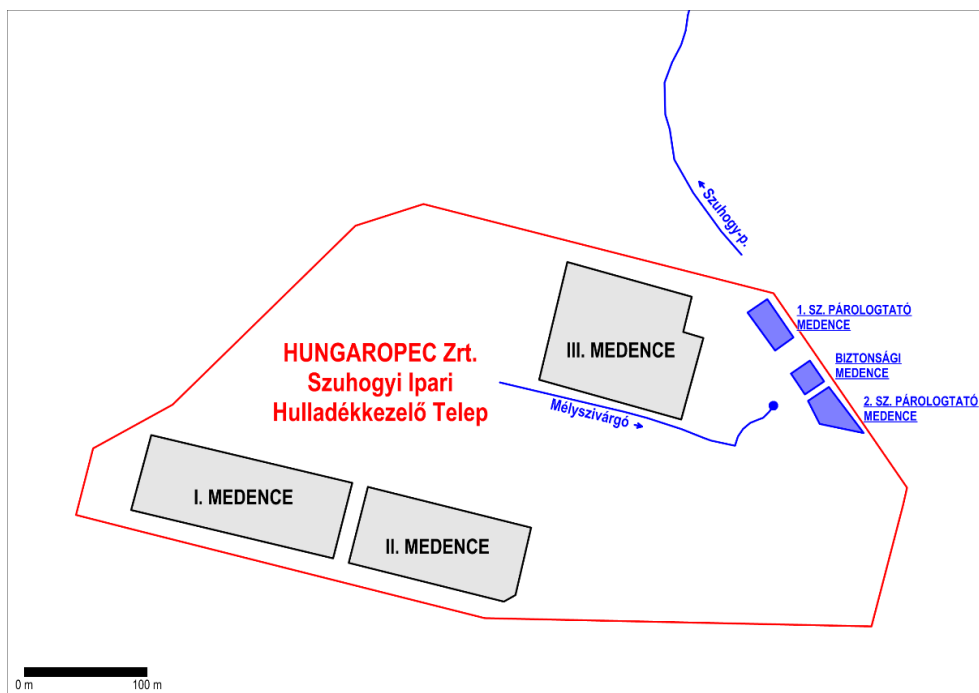 Szuhogy-p.
1. SZ. PÁROLOGTATÓ
MEDENCE
HUNGAROPEC Zrt.
Szuhogyi Ipari
Hulladékkezelő Telep
III. MEDENCE
BIZTONSÁGI
MEDENCE
2. SZ. PÁROLOGTATÓ
MEDENCE
Mélyszivárgó
I. MEDENCE
II. MEDENCE
0 m
100 m